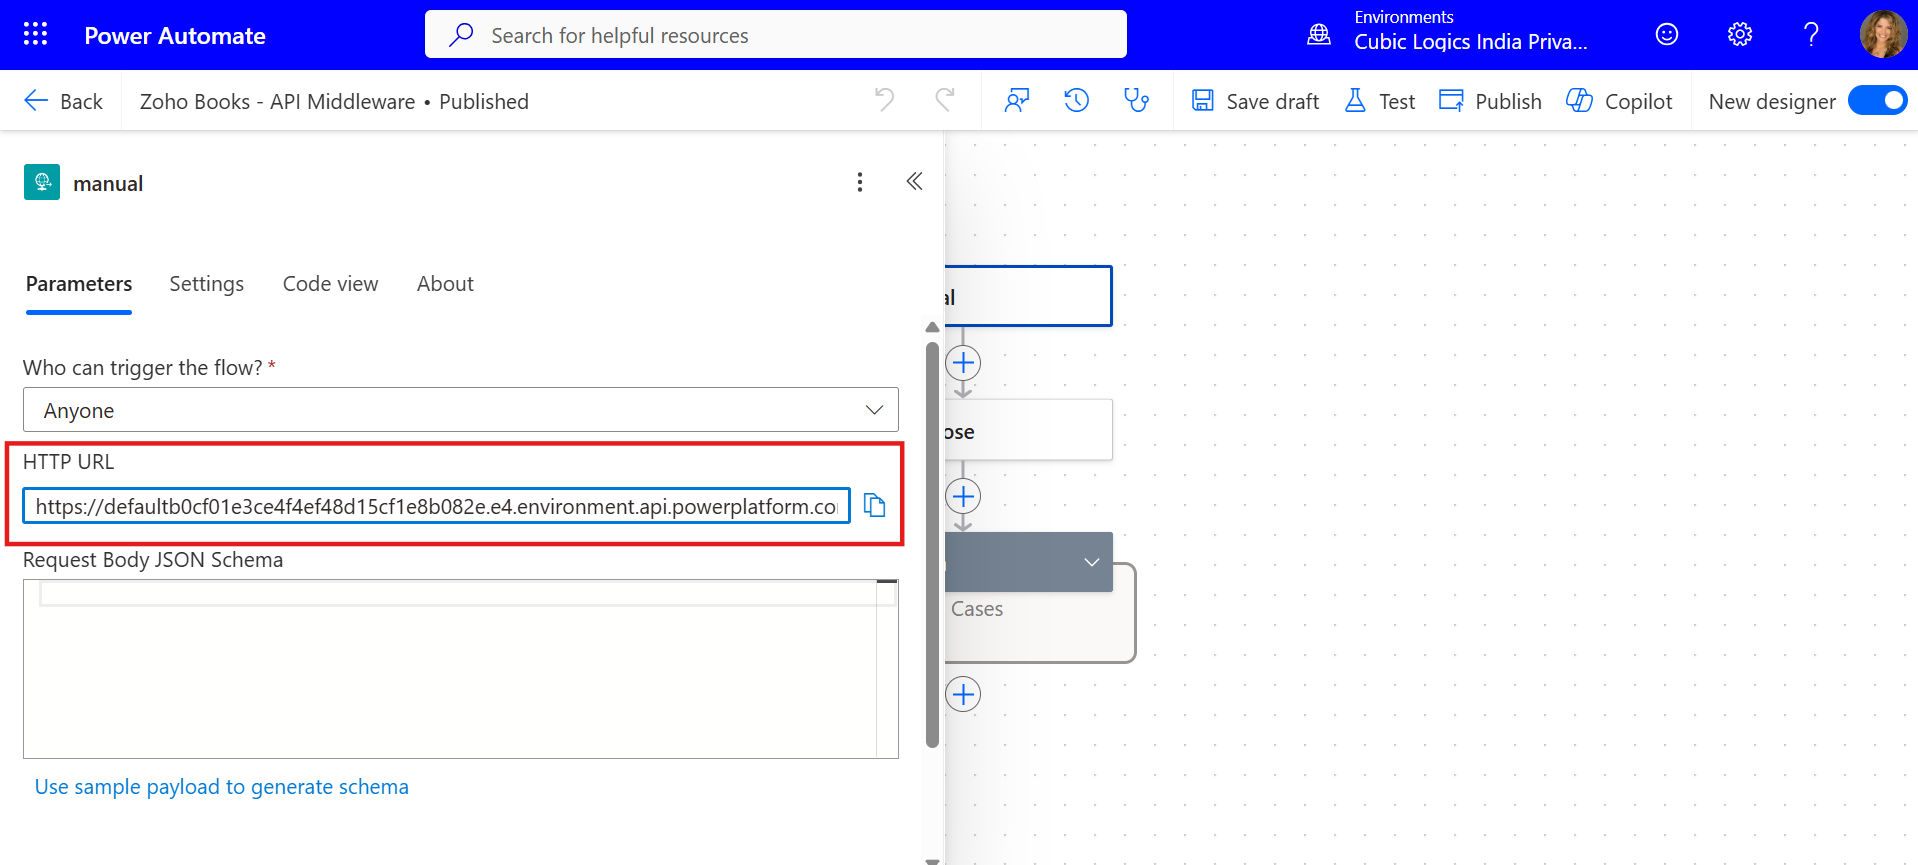 Power Automate
Search for helpful resources
Environments
Cubic Logics India Priva...
Back
Zoho Books - API Middleware • Published
Save draft
Test
Publish
Copilot
New designer
manual
Parameters
Settings
Code view
About
Who can trigger the flow? *
Anyone
HTTP URL
https://defaultb0cf01e3ce4f4ef48d15cf1e8b082e.e4.environment.api.powerplatform.co
Request Body JSON Schema
Use sample payload to generate schema
al
ose
Cases